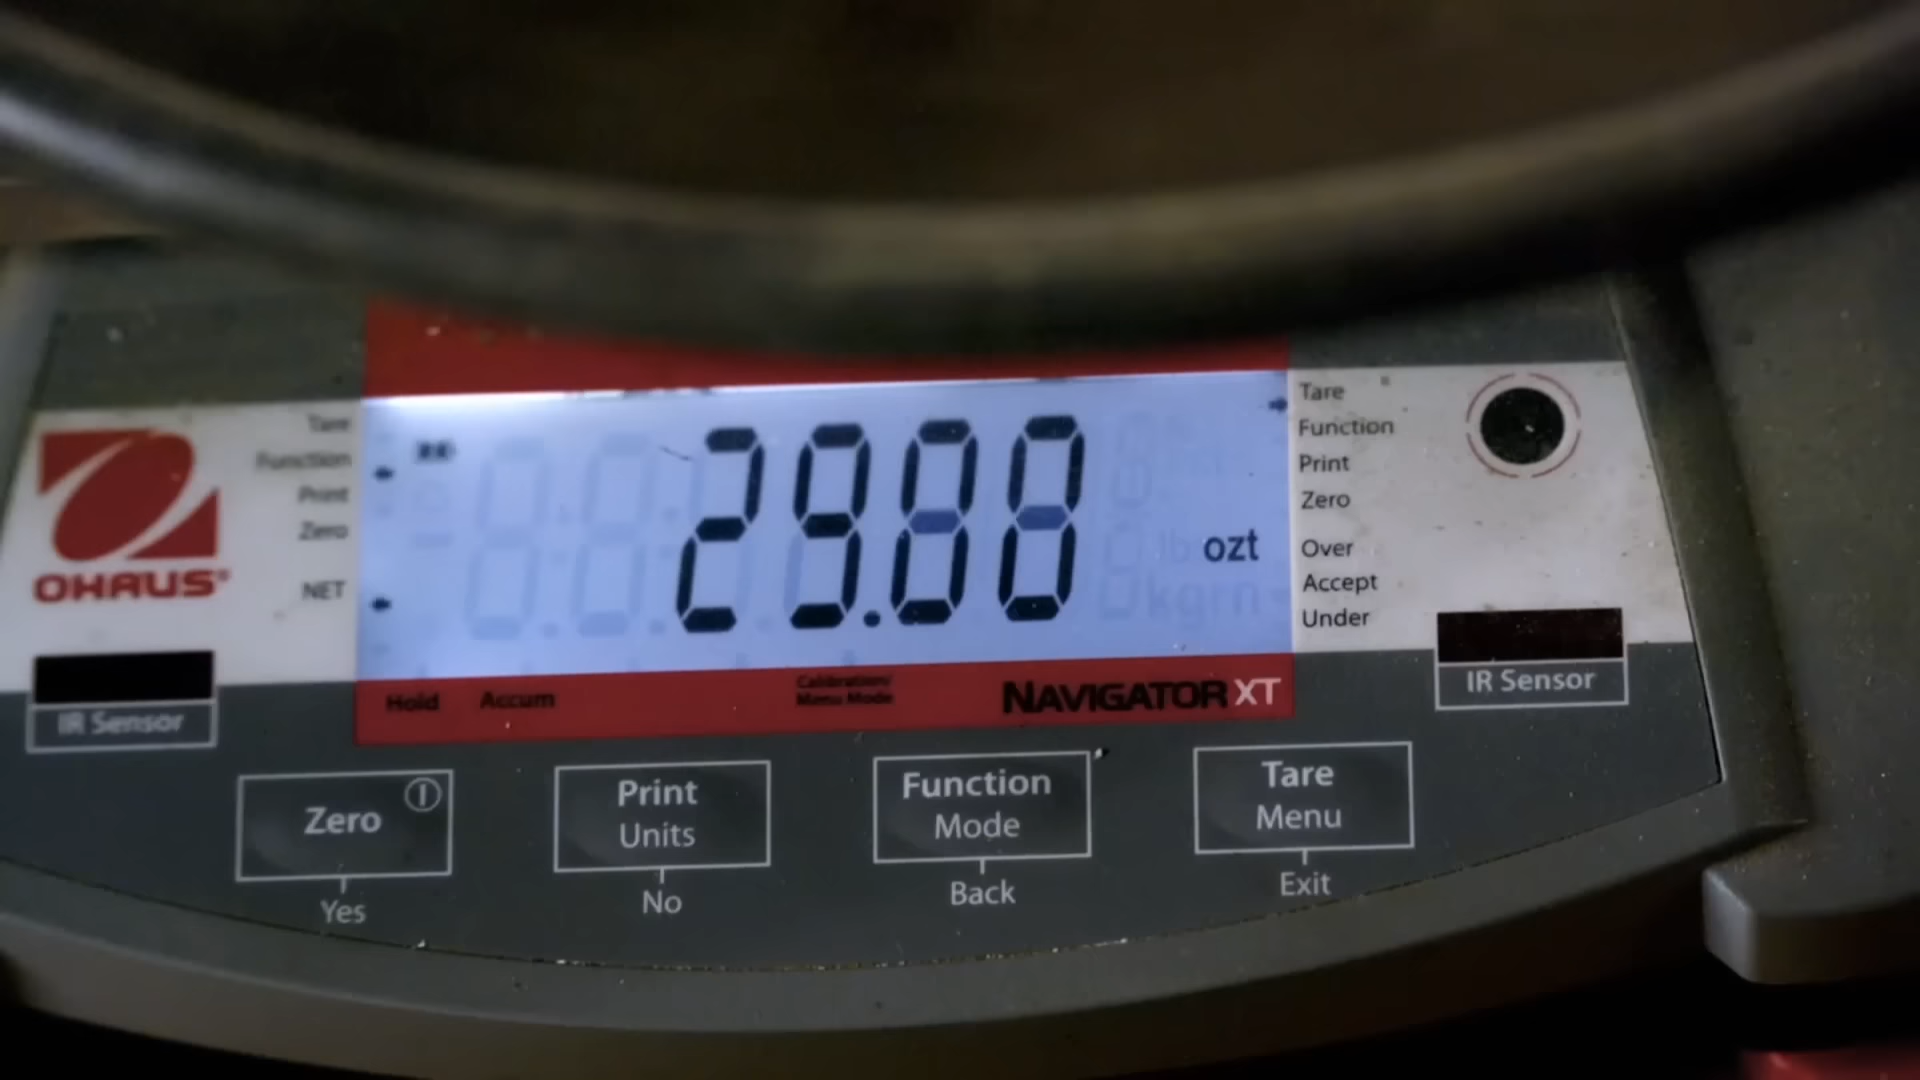 OHAUS®
Tare
Function
Print
Zero
NET
IR Sensor
29.00 ozt
Hold Accum Calibration/
Menu Mode
NAVIGATOR XT
Tare
Function
Print
Zero
Over
Accept
Under
IR Sensor
Zero
Yes
Print
Units
No
Function
Mode
Back
Tare
Menu
Exit